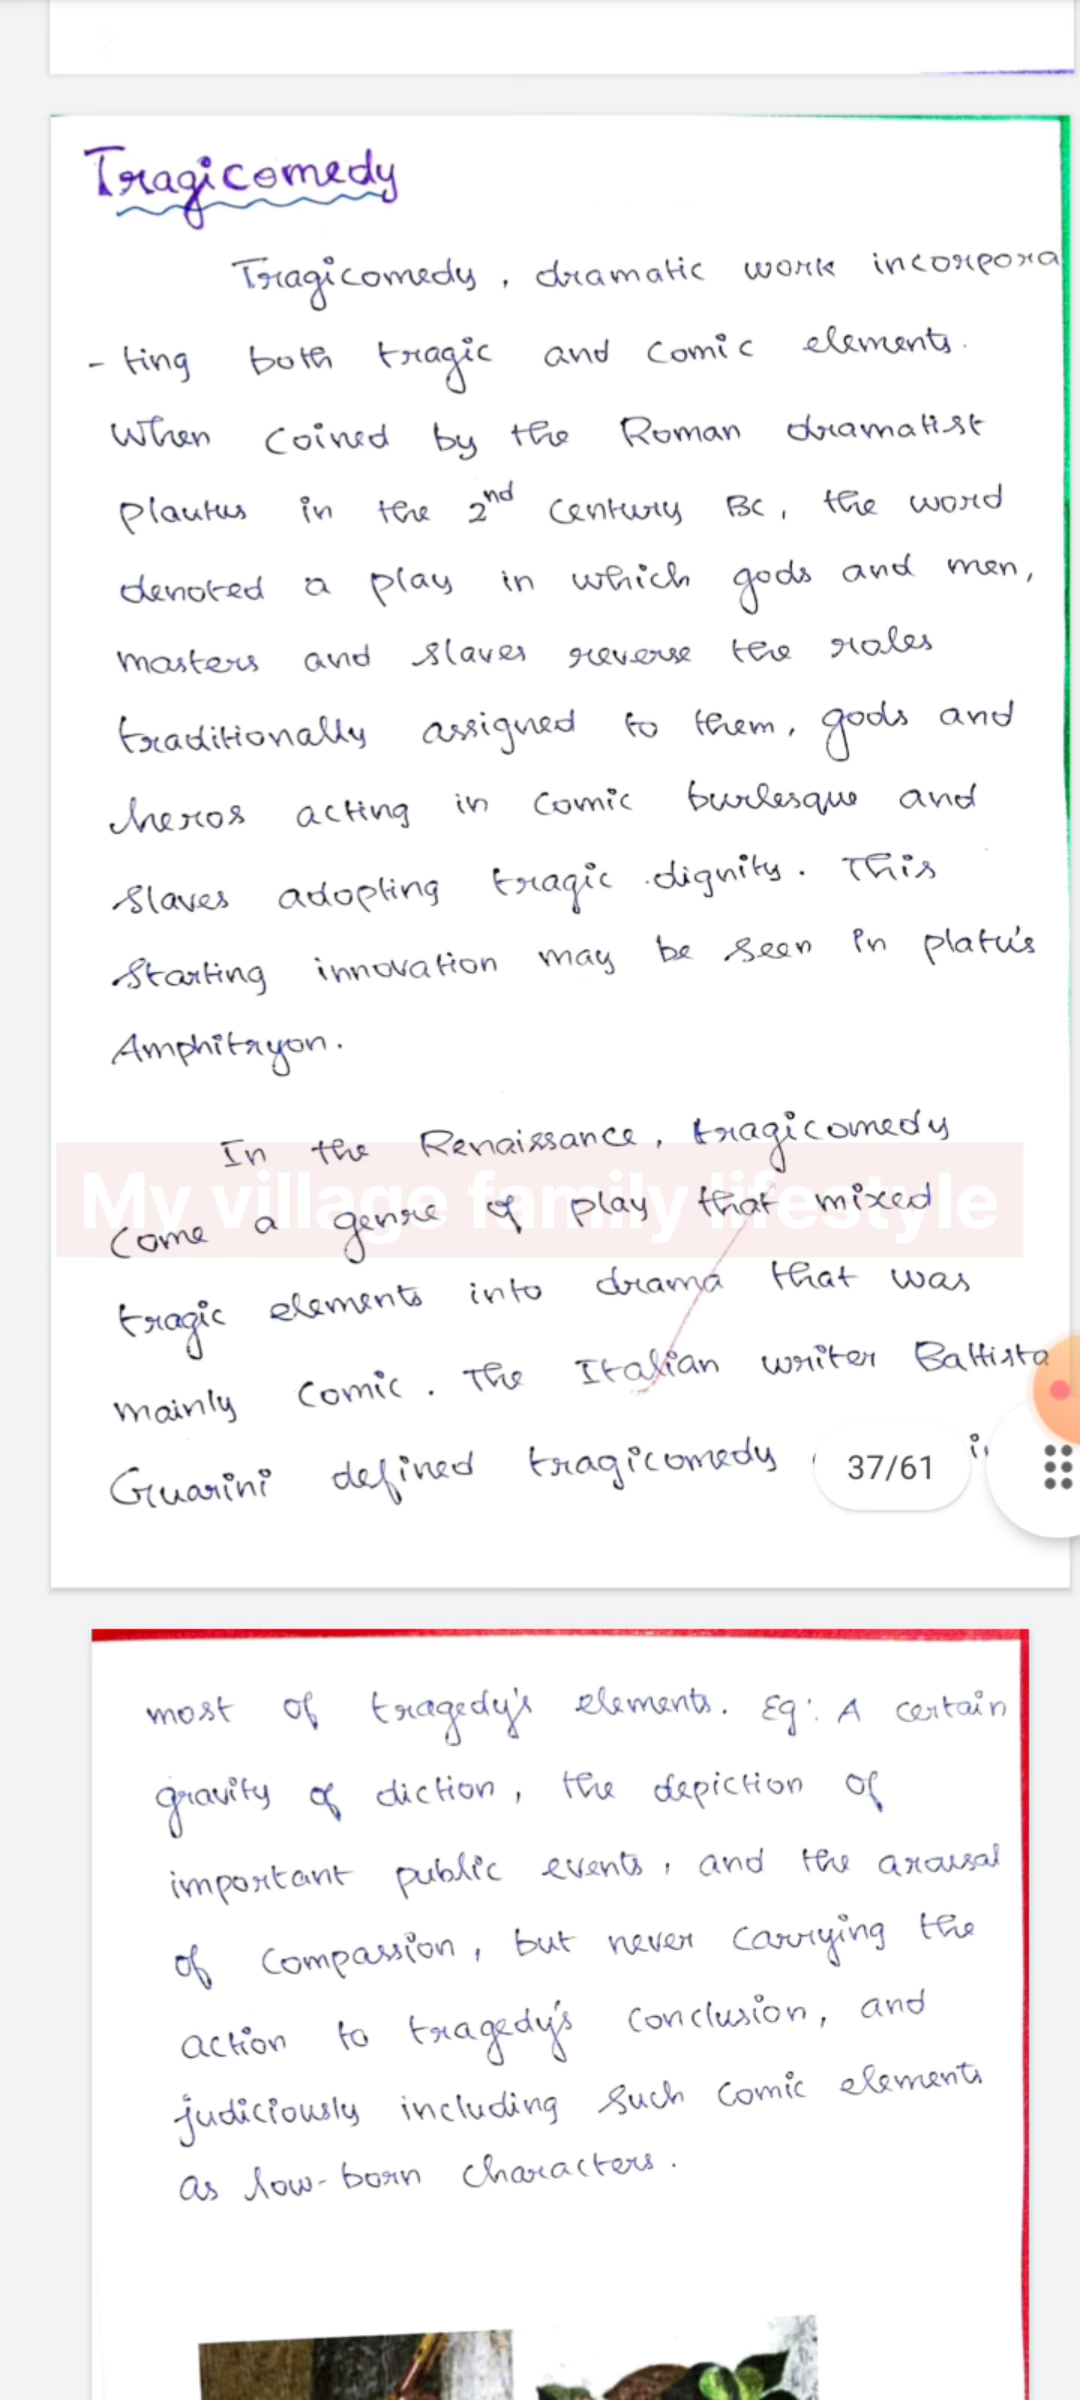 Tragicomedy
Tragicomedy, dramatic work incorpora
- ting both tragic and comic elements.
When coined by the Roman dramatist
plautus in the 2nd century BC, the word
denoted a play in which gods and men,
masters and slaves reverse the roles
traditionally assigned to them, gods and
heros acting in comic burlesque and
slaves adopting tragic dignity. This
starting innovation may be seen in platu's
Amphitryon.
In the Renaissance, tragicomedy
My village family lifestyle
come a genre of play that mixed
tragic elements into drama that was
mainly comic. The Italian writer Battista
Guarini defined tragicomedy
37/61
most of tragedy's elements. Eg: A certain
gravity of diction, the depiction of
important public events, and the arousal
of compassion, but never carrying the
action to tragedy's conclusion, and
judiciously including such comic elements
as low-born characters.